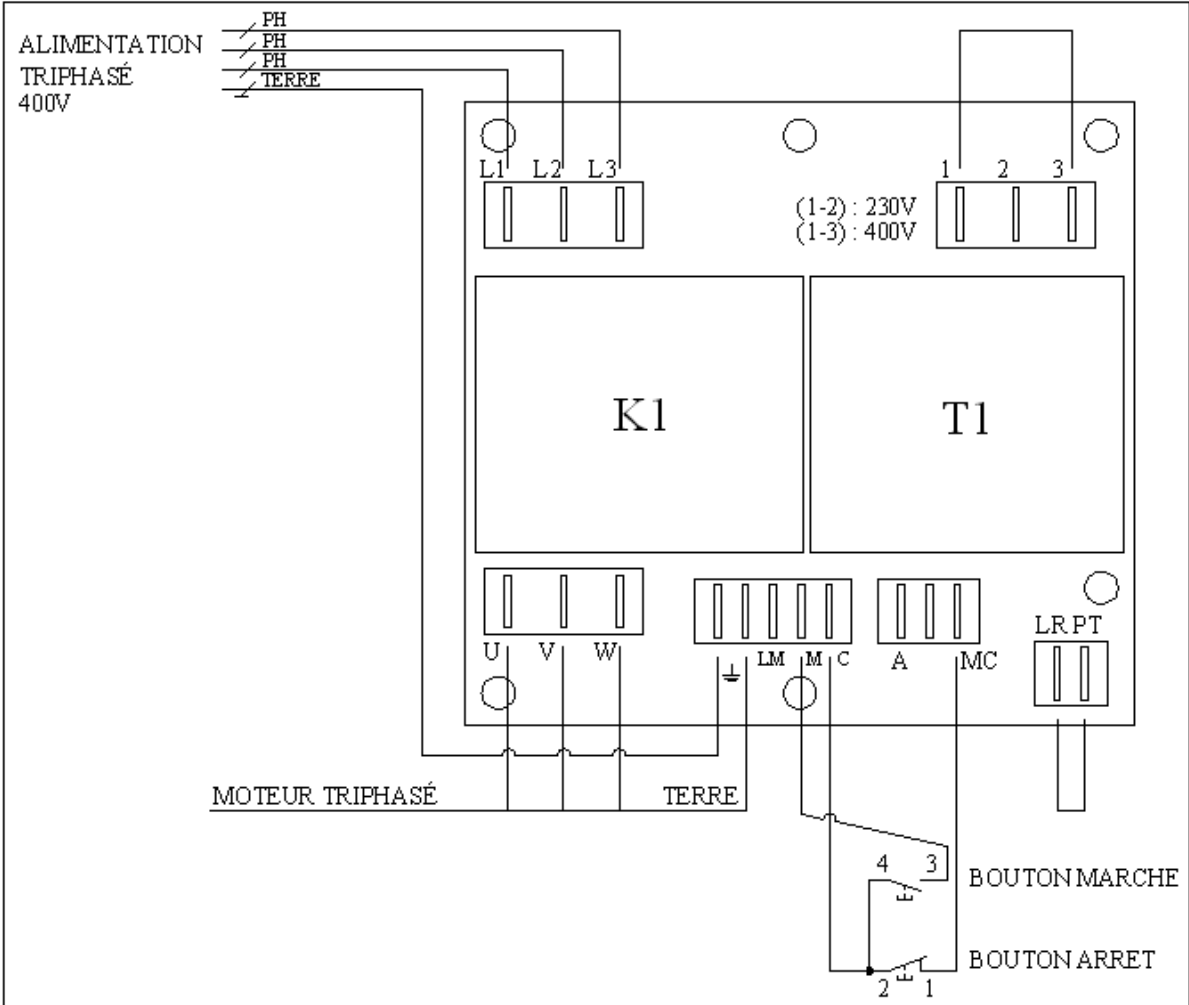 PH
ALIMENTATION PH
TRIPHASÉ PH
TERRE
400V
L1 L2 L3
1 2 3
(1-2) : 230V
(1-3) : 400V
K1 T1
LR PT
U V W LM M C A MC
MOTEUR TRIPHASÉ TERRE
4 3 BOUTON MARCHE
BOUTON ARRET
2 1